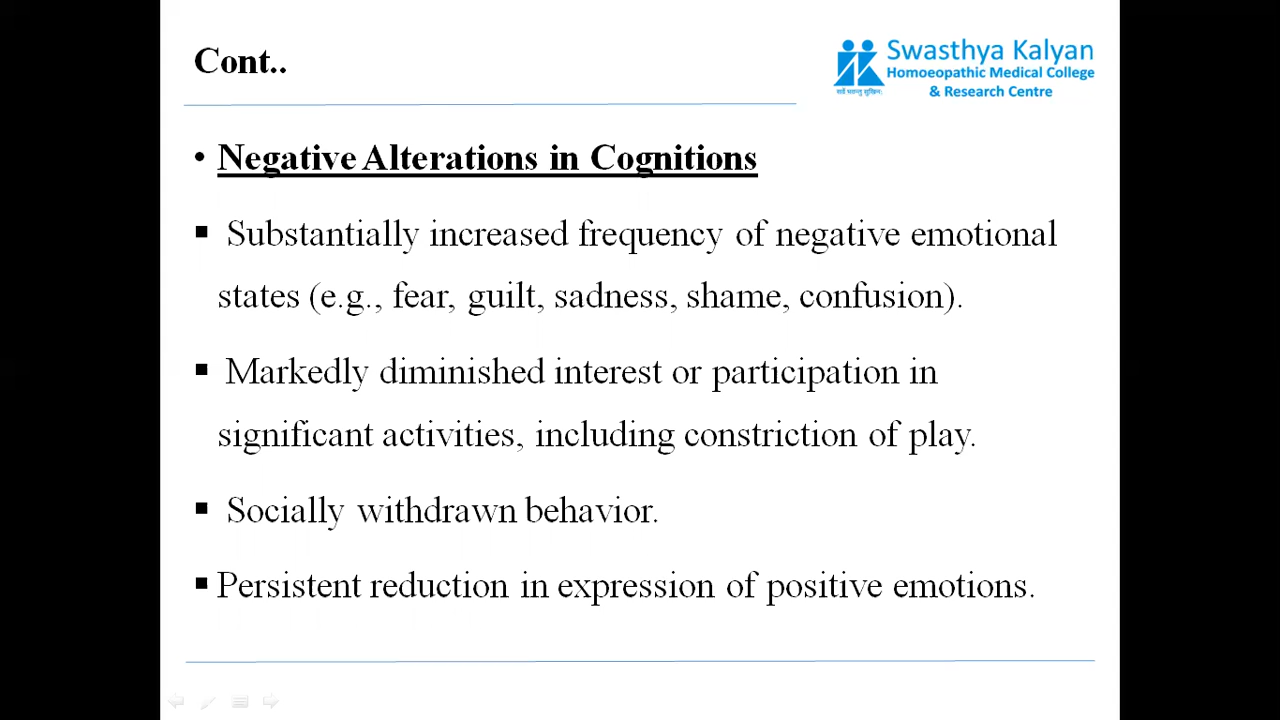 Cont..
Swasthya Kalyan
Homoeopathic Medical College
& Research Centre
सर्वे भवन्तु सुखिनः
• Negative Alterations in Cognitions
▪ Substantially increased frequency of negative emotional
states (e.g., fear, guilt, sadness, shame, confusion).
▪ Markedly diminished interest or participation in
significant activities, including constriction of play.
▪ Socially withdrawn behavior.
▪ Persistent reduction in expression of positive emotions.